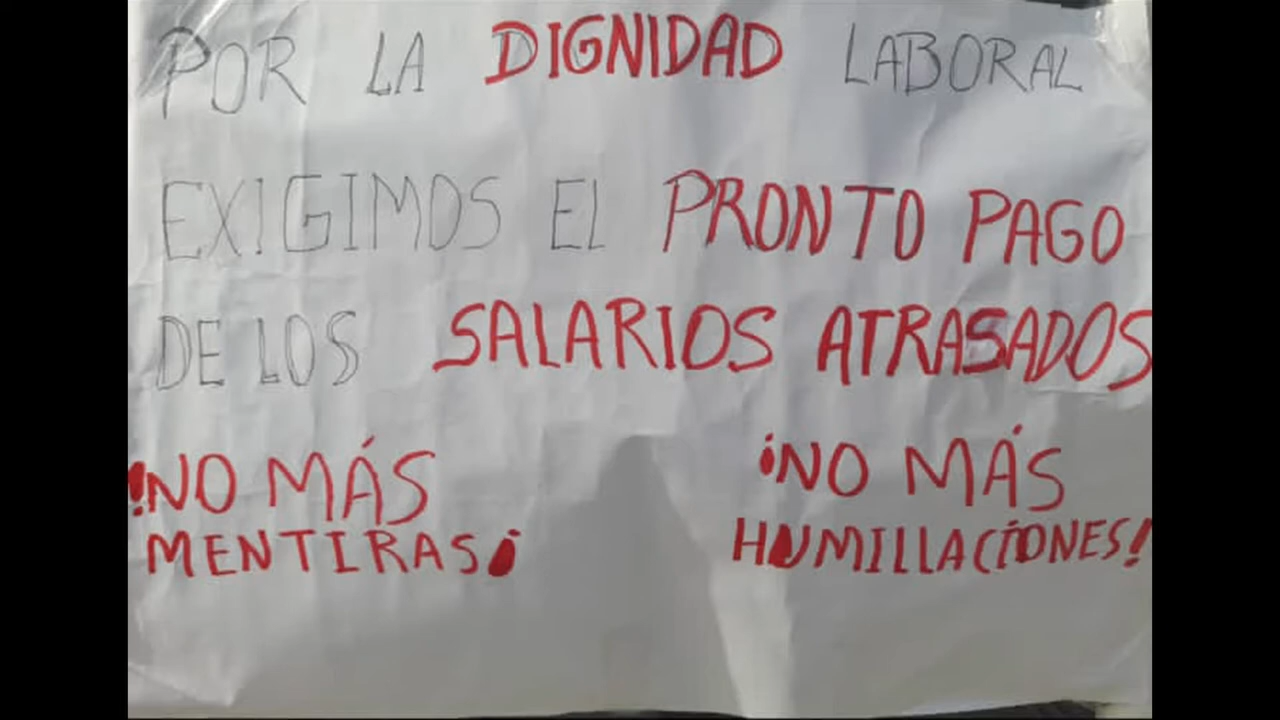 POR LA DIGNIDAD LABORAL
EXIGIMOS EL PRONTO PAGO
DE LOS SALARIOS ATRASADOS
!NO MÁS
MENTIRAS¡
¡NO MÁS
HUMILLACIONES!